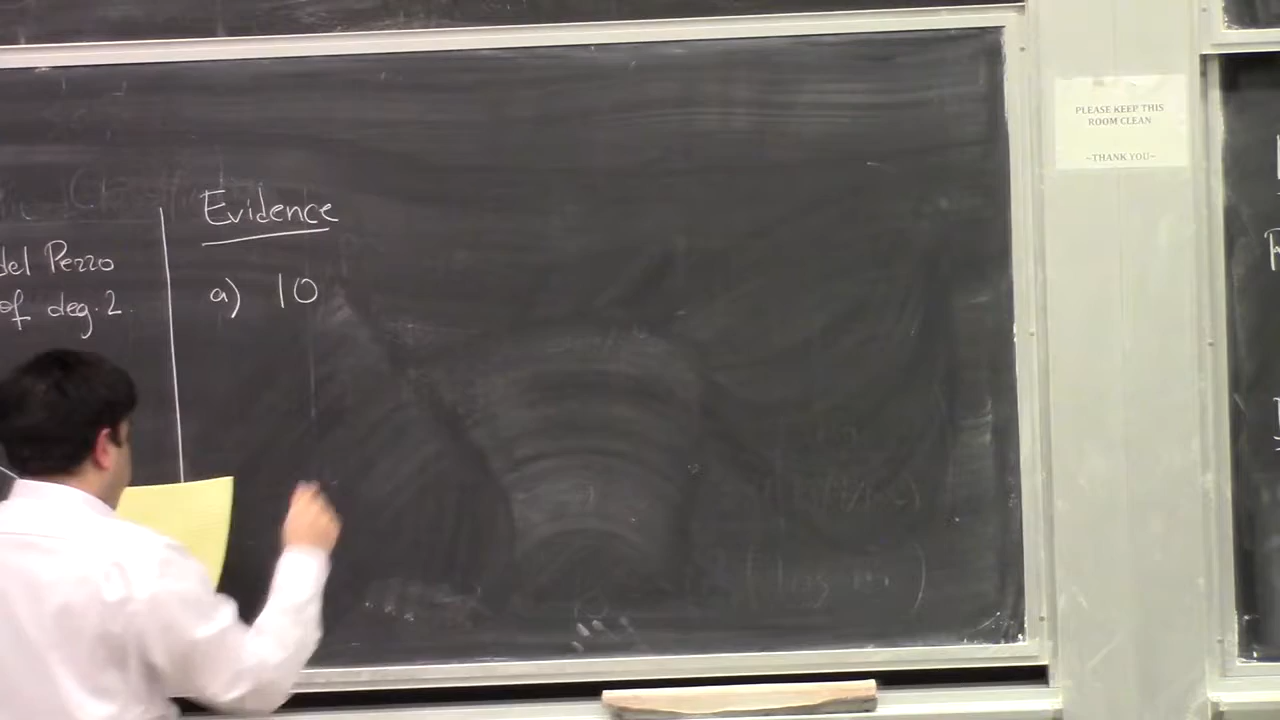 del Pezzo
of deg. 2
Evidence
a) 10
PLEASE KEEP THIS
ROOM CLEAN
~THANK YOU~